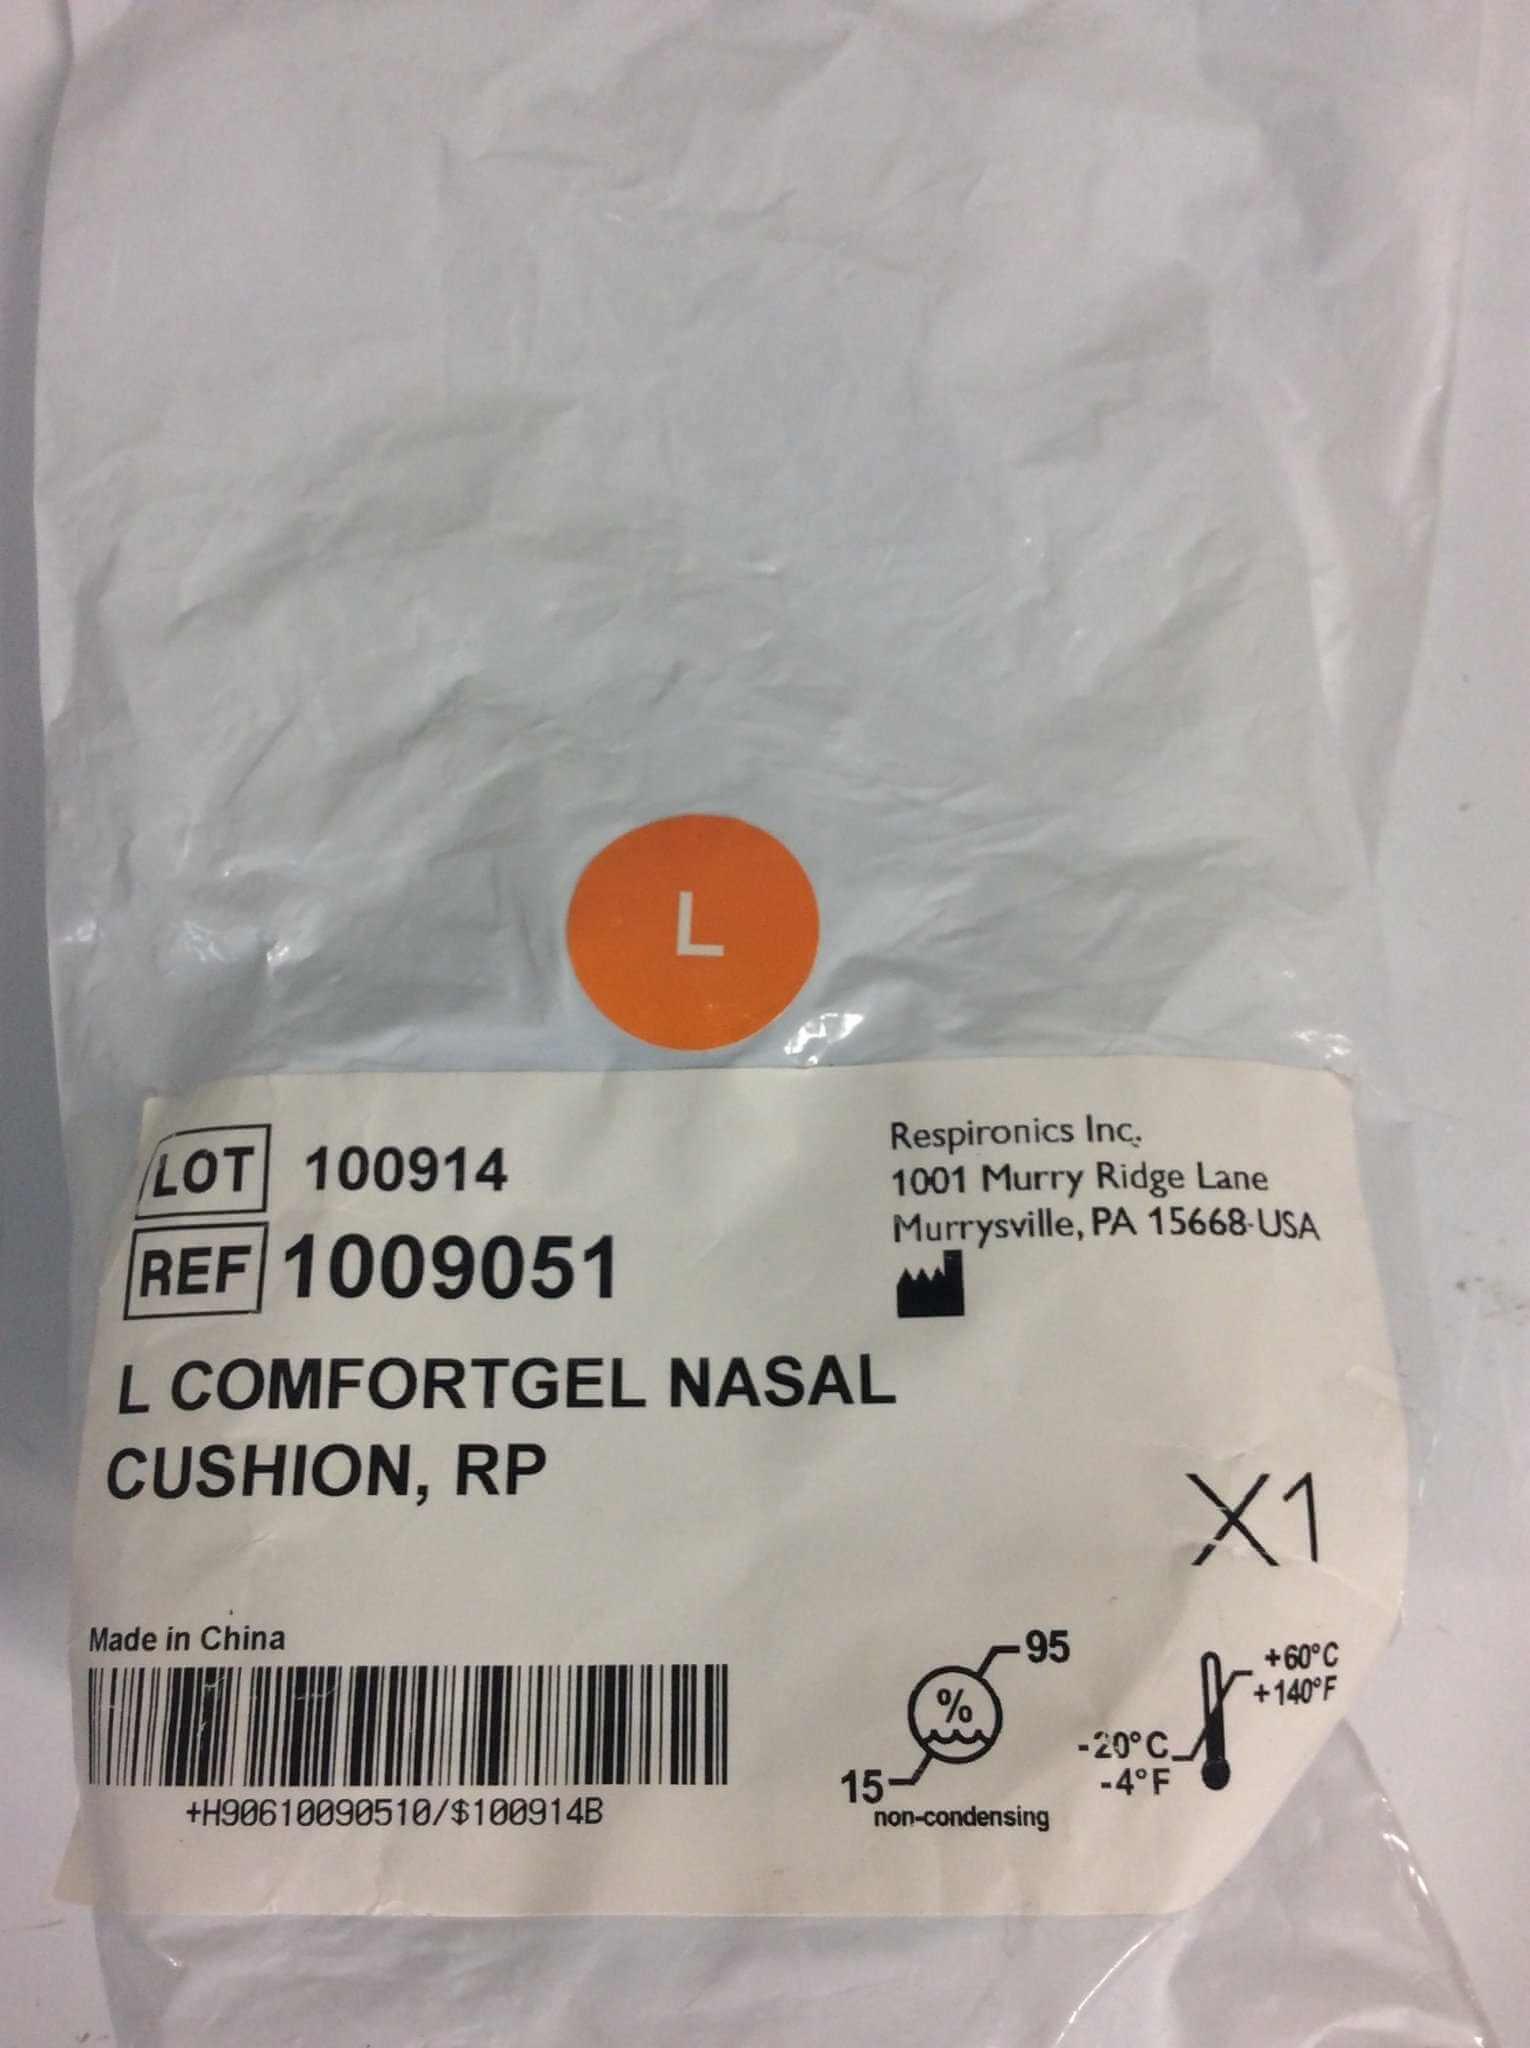 L
LOT 100914
REF 1009051
L COMFORTGEL NASAL
CUSHION, RP
Respironics Inc.
1001 Murry Ridge Lane
Murrysville, PA 15668-USA
X1
Made in China
+H90610090510/$100914B
95
%
15
non-condensing
+60°C
+140°F
-20°C
-4°F